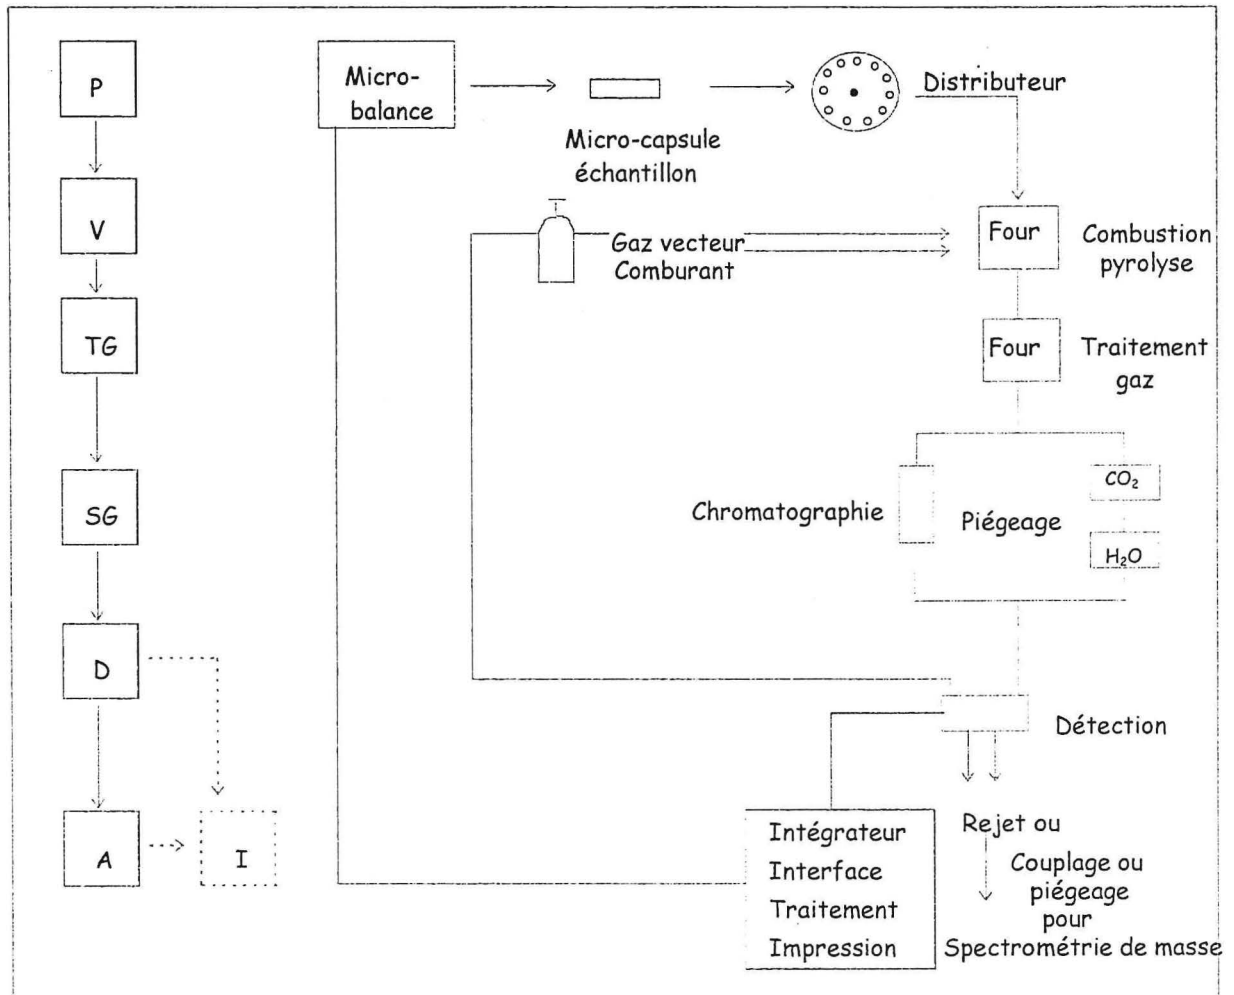 P
V
TG
SG
D
A
I
Micro-
balance
Micro-capsule
échantillon
Distributeur
Gaz vecteur
Comburant
Four
Combustion
pyrolyse
Four
Traitement
gaz
Chromatographie
Piégeage
CO₂
H₂O
Détection
Intégrateur
Interface
Traitement
Impression
Rejet ou
Couplage ou
piégeage
pour
Spectrométrie de masse